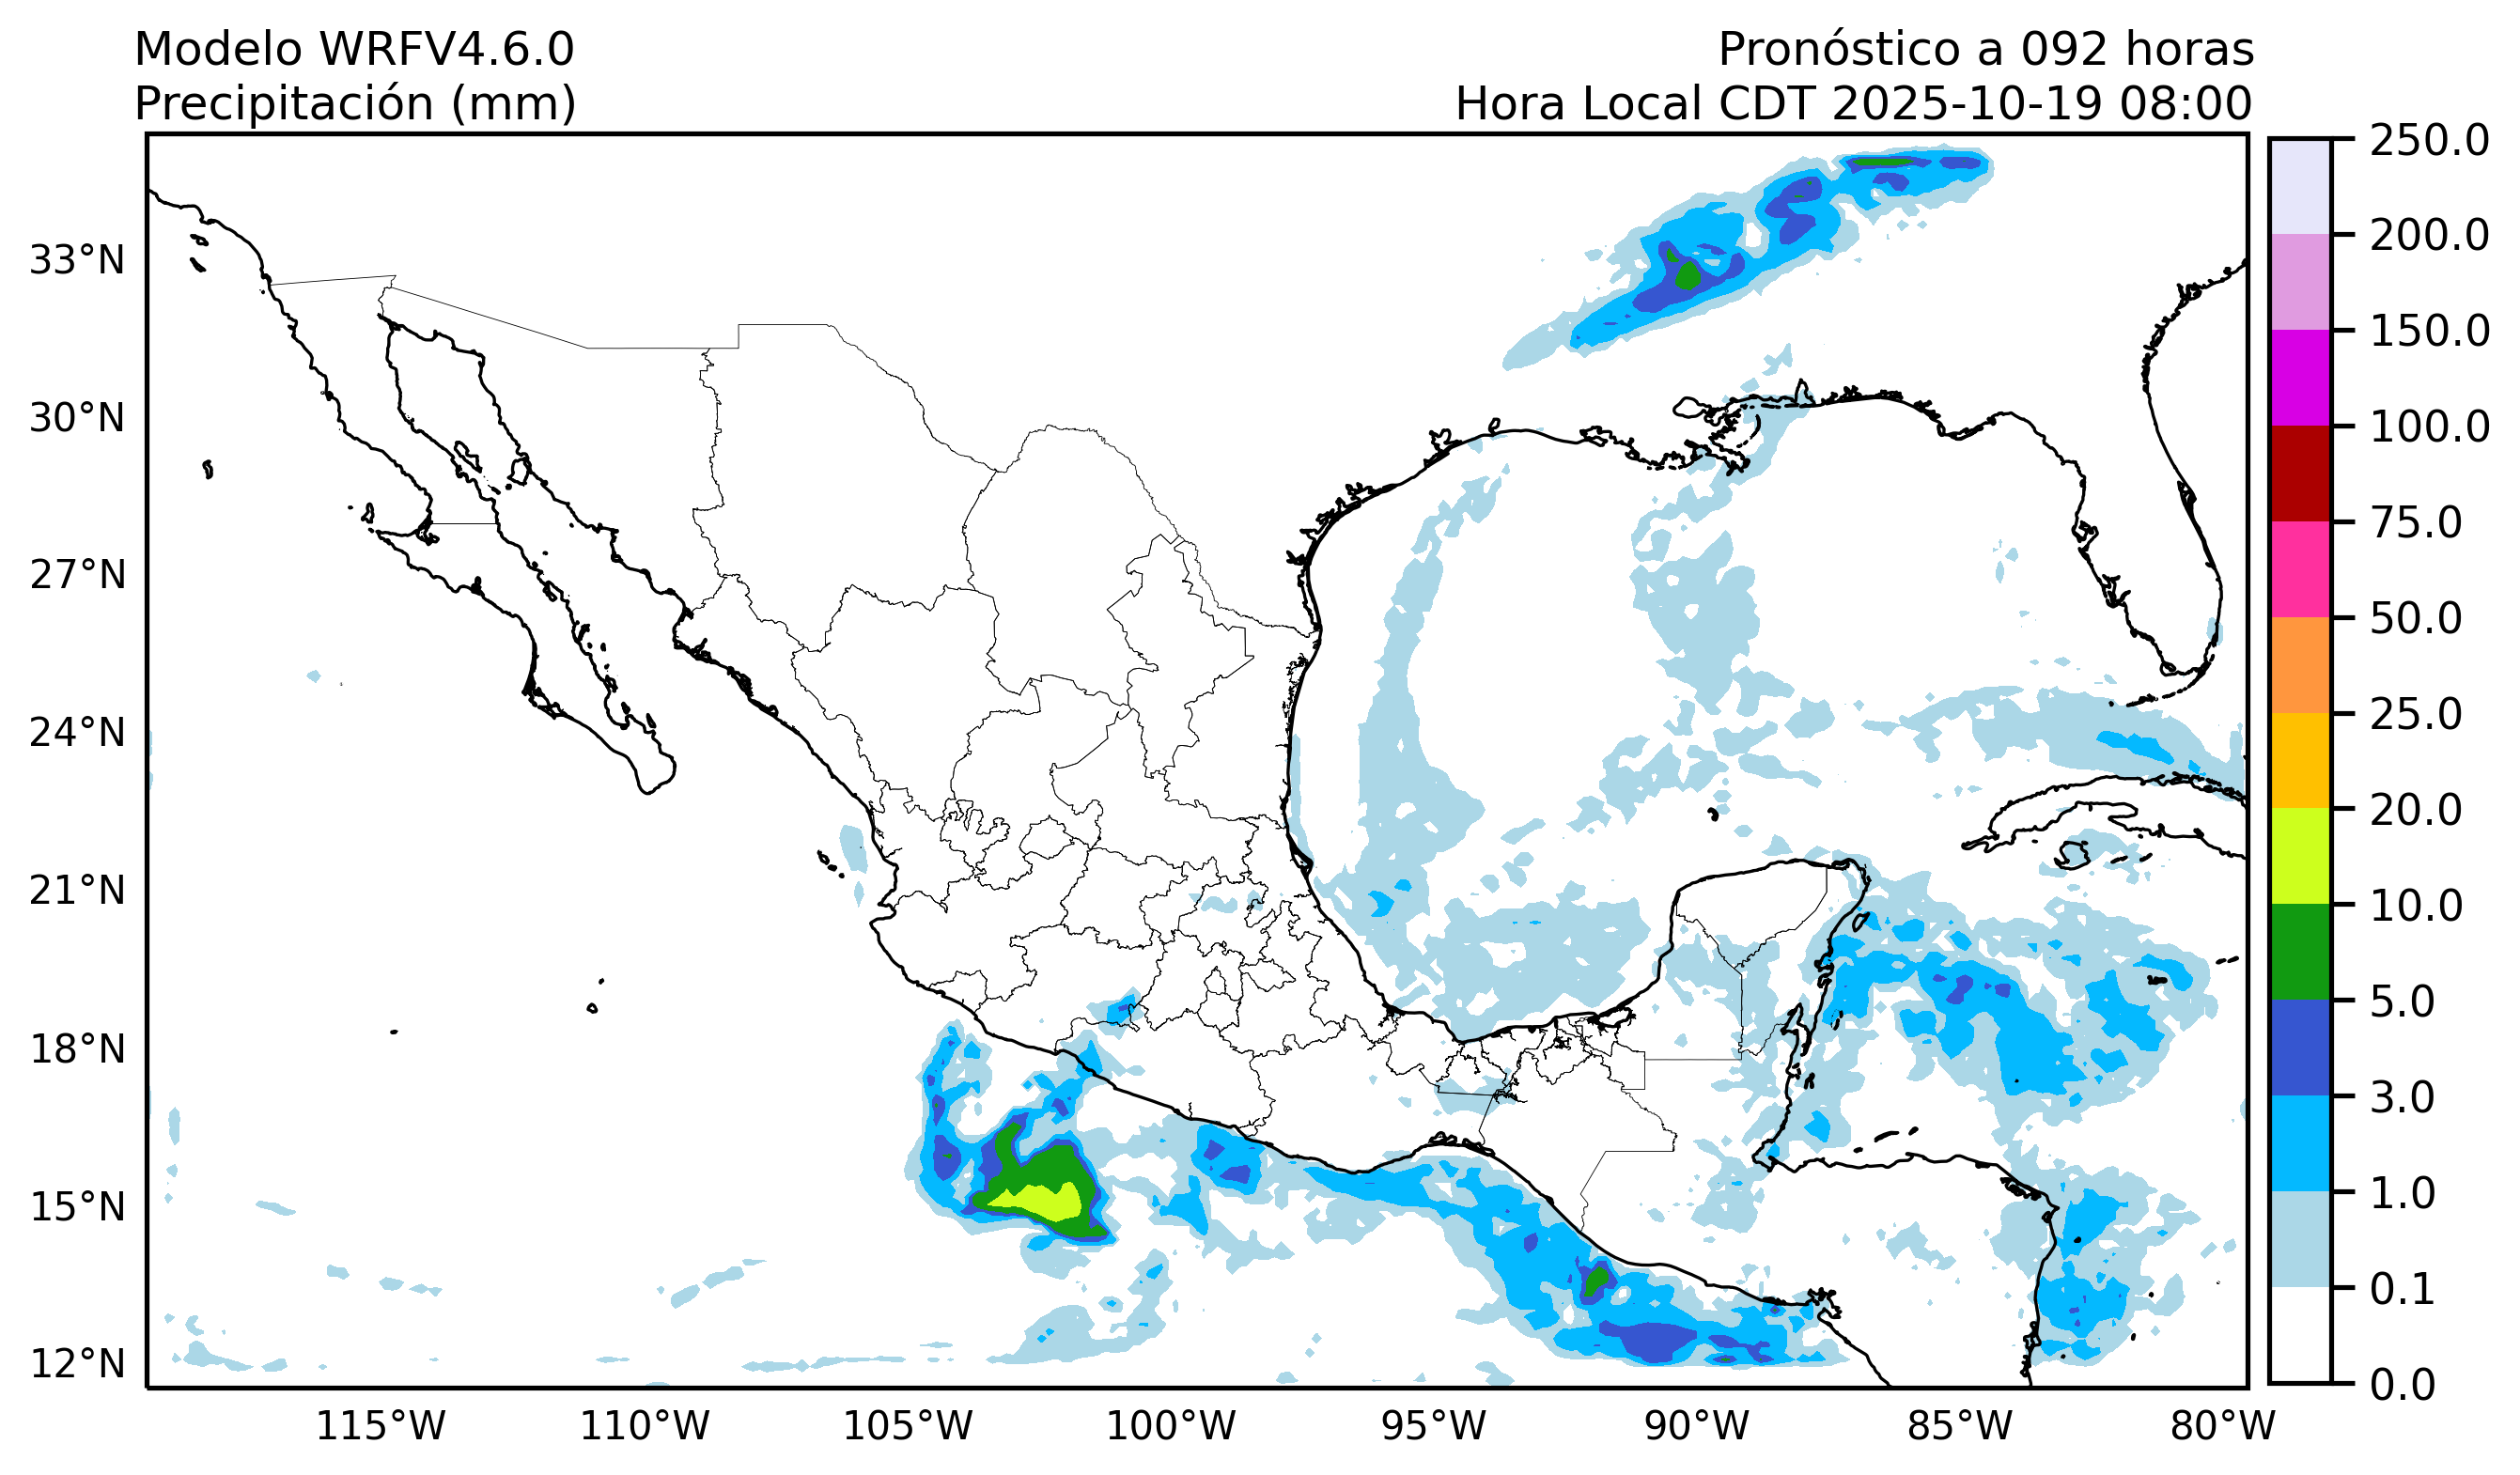 Modelo WRFV4.6.0
Precipitación (mm)
Pronóstico a 092 horas
Hora Local CDT 2025-10-19 08:00
33°N
30°N
27°N
24°N
21°N
18°N
15°N
12°N
115°W
110°W
105°W
100°W
95°W
90°W
85°W
80°W
250.0
200.0
150.0
100.0
75.0
50.0
25.0
20.0
10.0
5.0
3.0
1.0
0.1
0.0